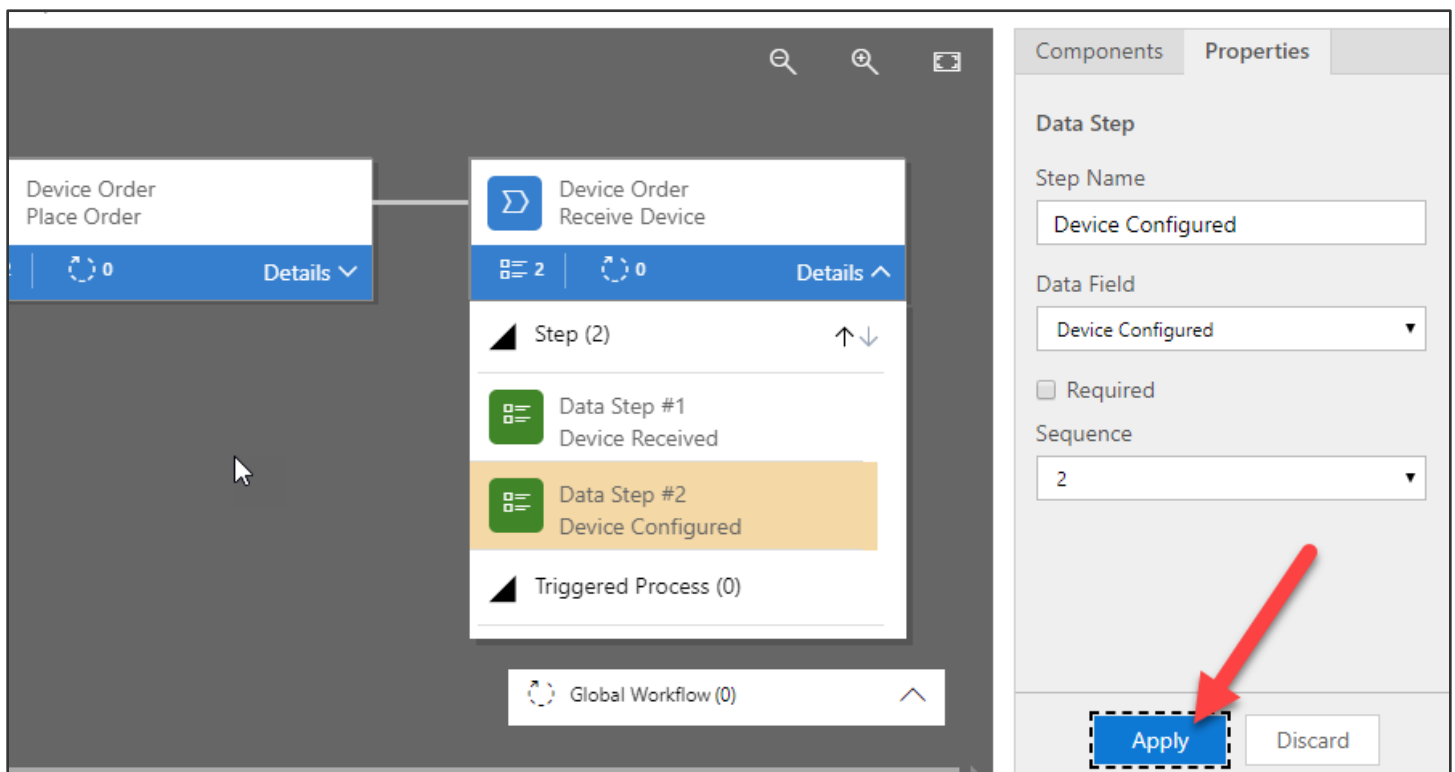 Components Properties
Data Step
Step Name
Device Configured
Data Field
Device Configured
Required
Sequence
2
Apply Discard
Device Order
Place Order
0 Details
Device Order
Receive Device
2 0 Details
Step (2)
Data Step #1
Device Received
Data Step #2
Device Configured
Triggered Process (0)
Global Workflow (0)